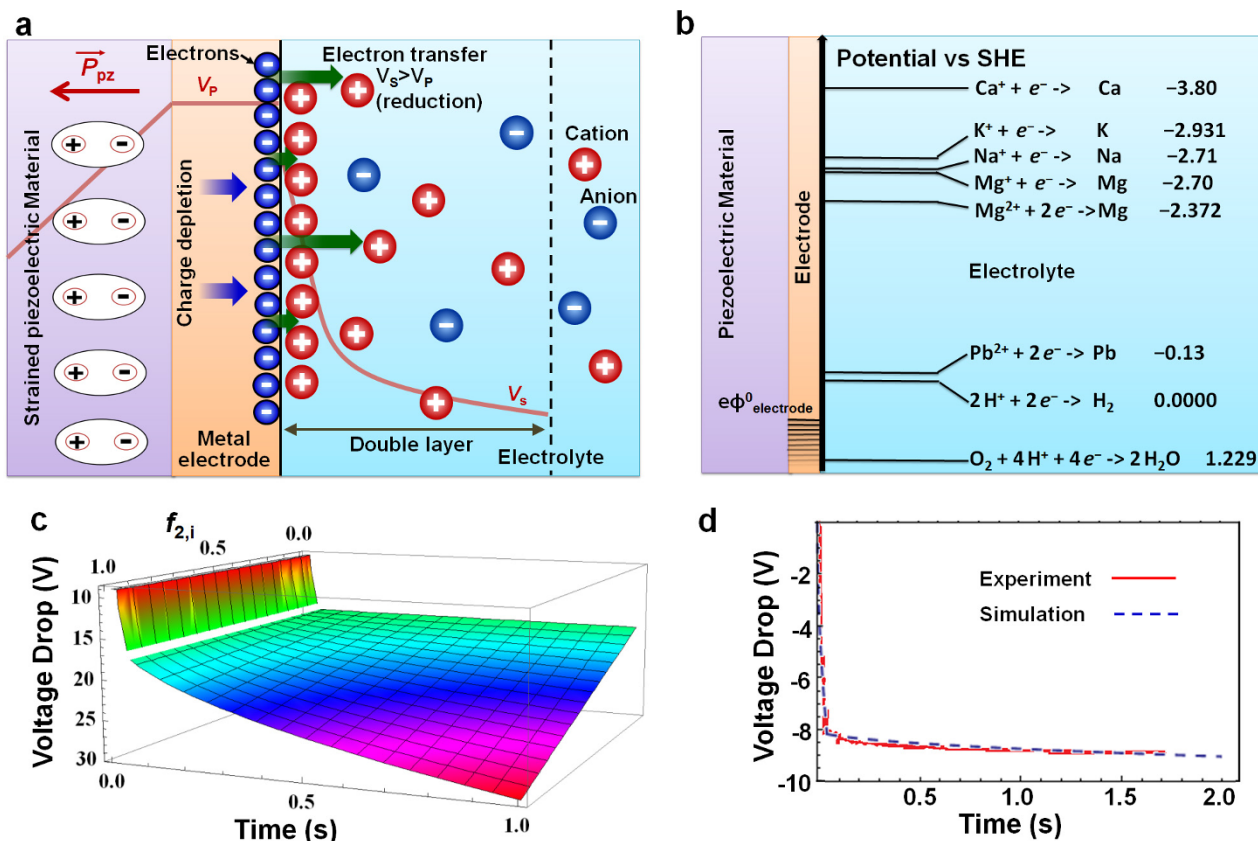 a
Electrons
Electron transfer
V_S>V_P
(reduction)
P_pz
V_P
Cation
Anion
Strained piezoelectric Material
Charge depletion
V_s
Metal
electrode
Double layer
Electrolyte
b
Potential vs SHE
Ca⁺ + e⁻ -> Ca −3.80
K⁺ + e⁻ -> K −2.931
Na⁺ + e⁻ -> Na −2.71
Mg⁺ + e⁻ -> Mg −2.70
Mg²⁺ + 2 e⁻ ->Mg −2.372
Piezoelectric Material
Electrode
Electrolyte
Pb²⁺ + 2 e⁻ -> Pb −0.13
eϕ⁰electrode
2 H⁺ + 2 e⁻ -> H₂ 0.0000
O₂ + 4 H⁺ + 4 e⁻ -> 2 H₂O 1.229
c
f_2,i
1.0 0.5 0.0
Voltage Drop (V)
10
15
20
25
30
0.0 0.5 1.0
Time (s)
d
Voltage Drop (V)
-2
-4
-6
-8
-10
Experiment
Simulation
0.5 1.0 1.5 2.0
Time (s)